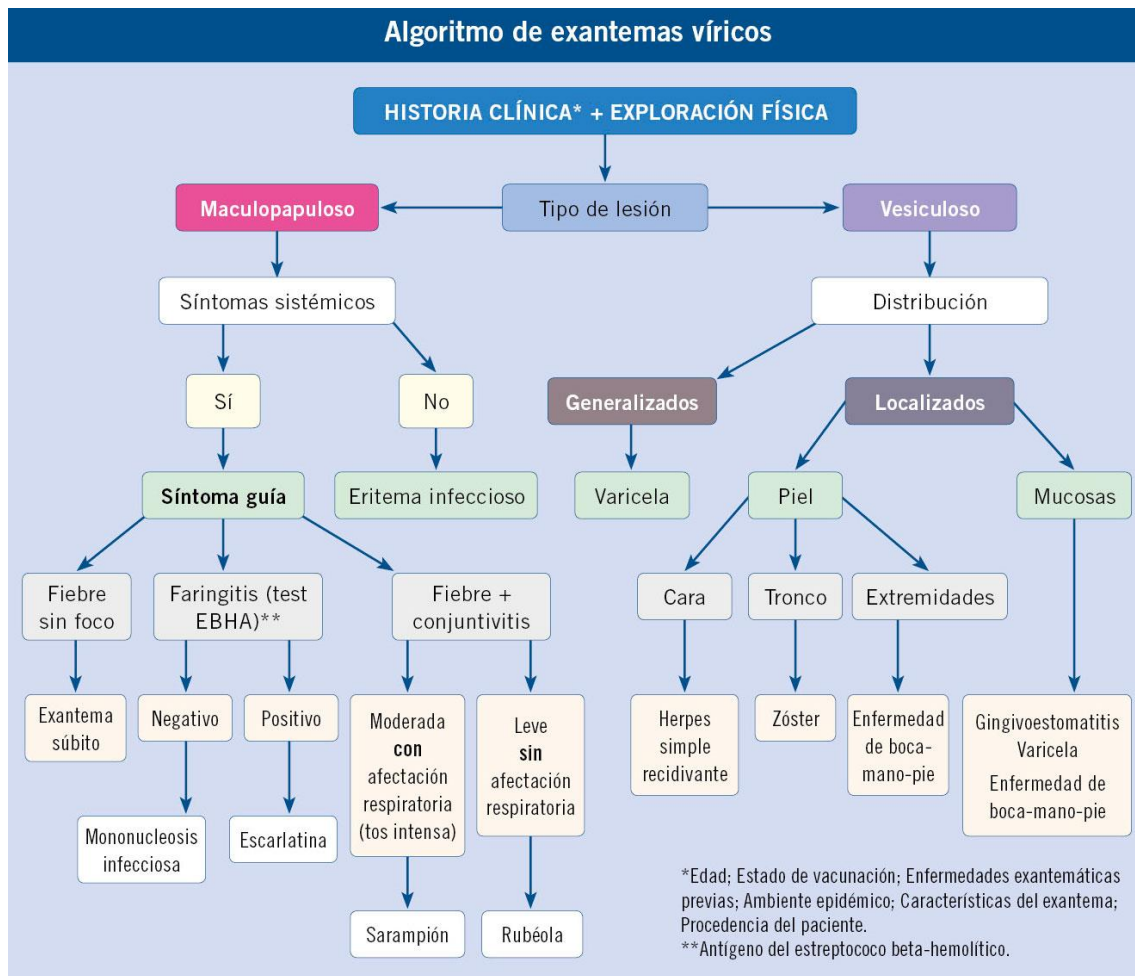 Algoritmo de exantemas víricos
HISTORIA CLÍNICA* + EXPLORACIÓN FÍSICA
Maculopapuloso
Tipo de lesión
Vesiculoso
Síntomas sistémicos
Distribución
Sí
No
Generalizados
Localizados
Síntoma guía
Eritema infeccioso
Varicela
Piel
Mucosas
Fiebre
sin foco
Faringitis (test
EBHA)**
Fiebre +
conjuntivitis
Cara
Tronco
Extremidades
Exantema
súbito
Negativo
Positivo
Moderada
con
afectación
respiratoria
(tos intensa)
Leve
sin
afectación
respiratoria
Herpes
simple
recidivante
Zóster
Enfermedad
de boca-
mano-pie
Gingivoestomatitis
Varicela
Enfermedad de
boca-mano-pie
Mononucleosis
infecciosa
Escarlatina
Sarampión
Rubéola
*Edad; Estado de vacunación; Enfermedades exantemáticas
previas; Ambiente epidémico; Características del exantema;
Procedencia del paciente.
**Antígeno del estreptococo beta-hemolítico.